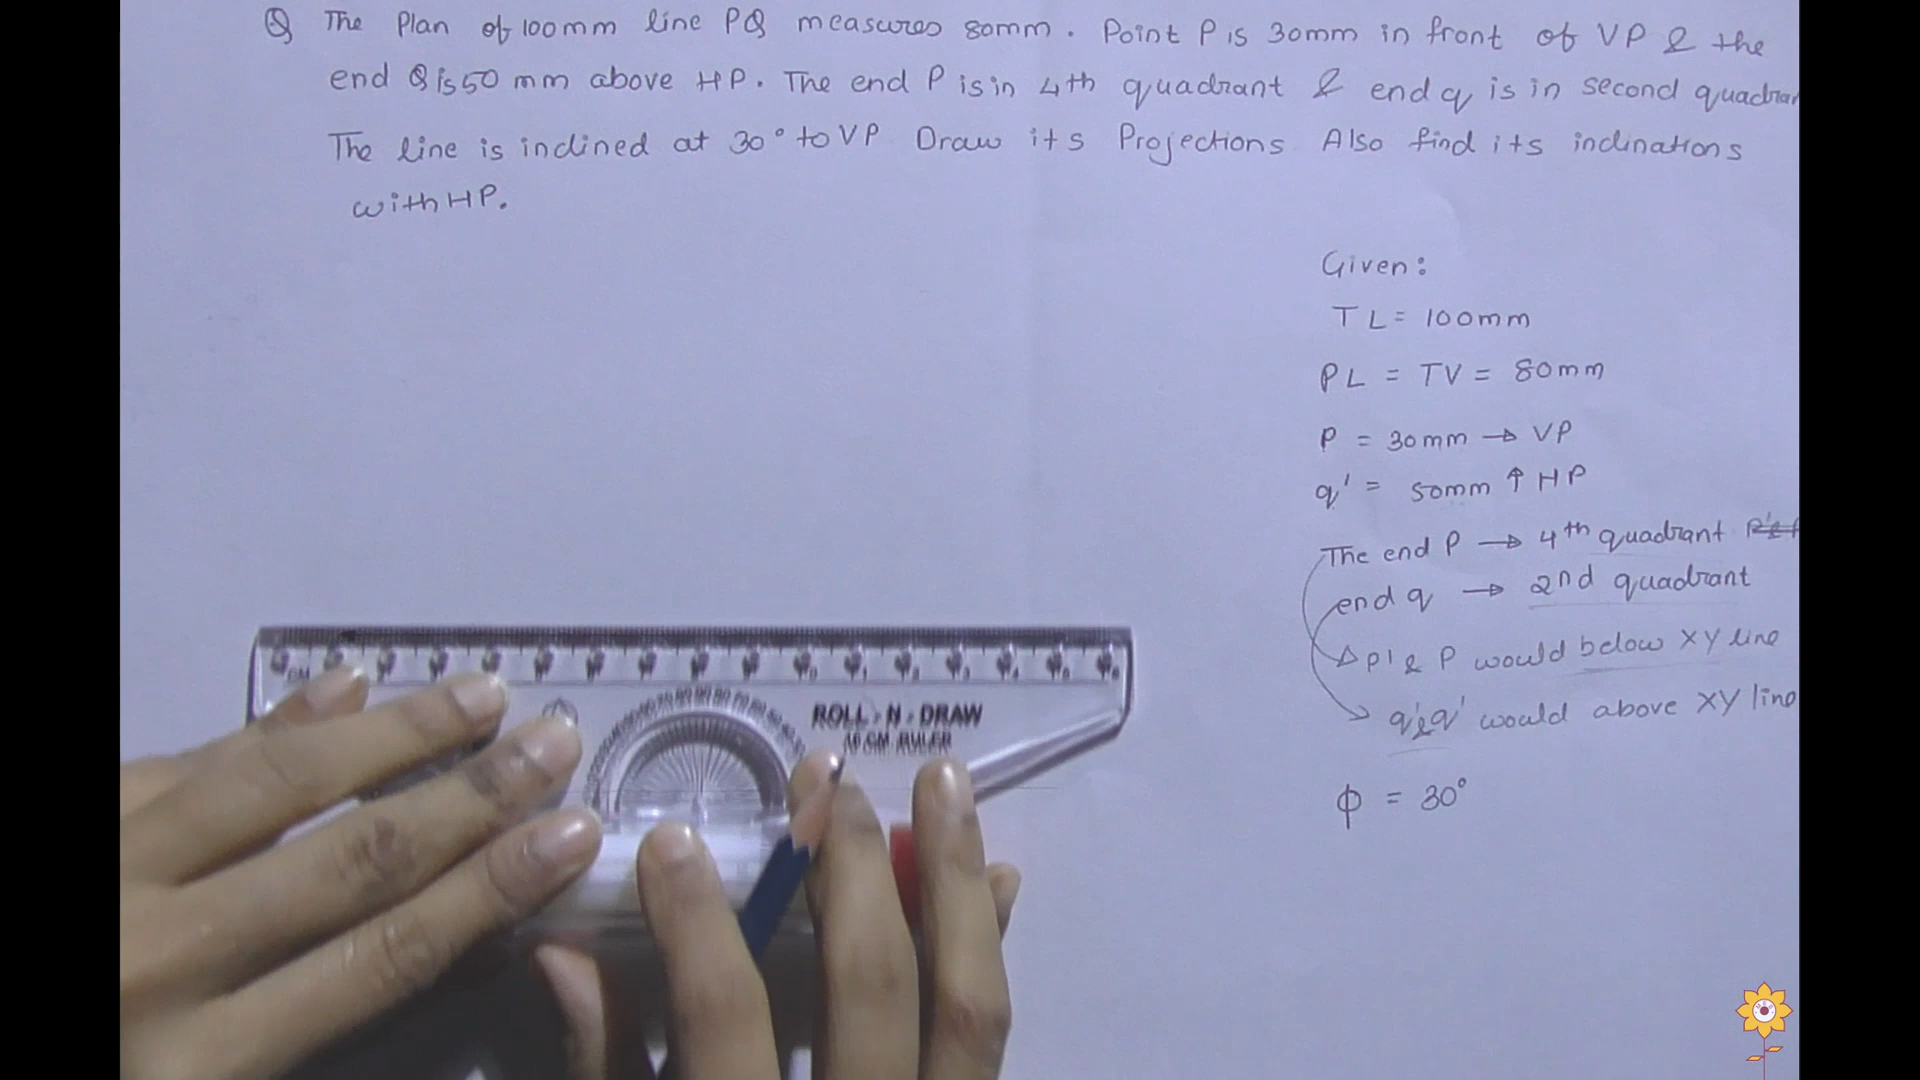 Q The Plan of 100mm line PQ measures 80mm. Point P is 30mm in front of VP & the
end Q is 50 mm above HP. The end P is in 4th quadrant & end q is in second quadran
The line is inclined at 30° to VP Draw its Projections Also find its inclinations
with HP.
Given:
TL = 100mm
PL = TV = 80mm
P = 30mm → VP
q' = 50mm ↑ HP
The end P → 4th quadrant
end q → 2nd quadrant
p' & P would below XY line
q' & q' would above XY line
φ = 30°
CM
ROLL-N-DRAW
16 CM RULER